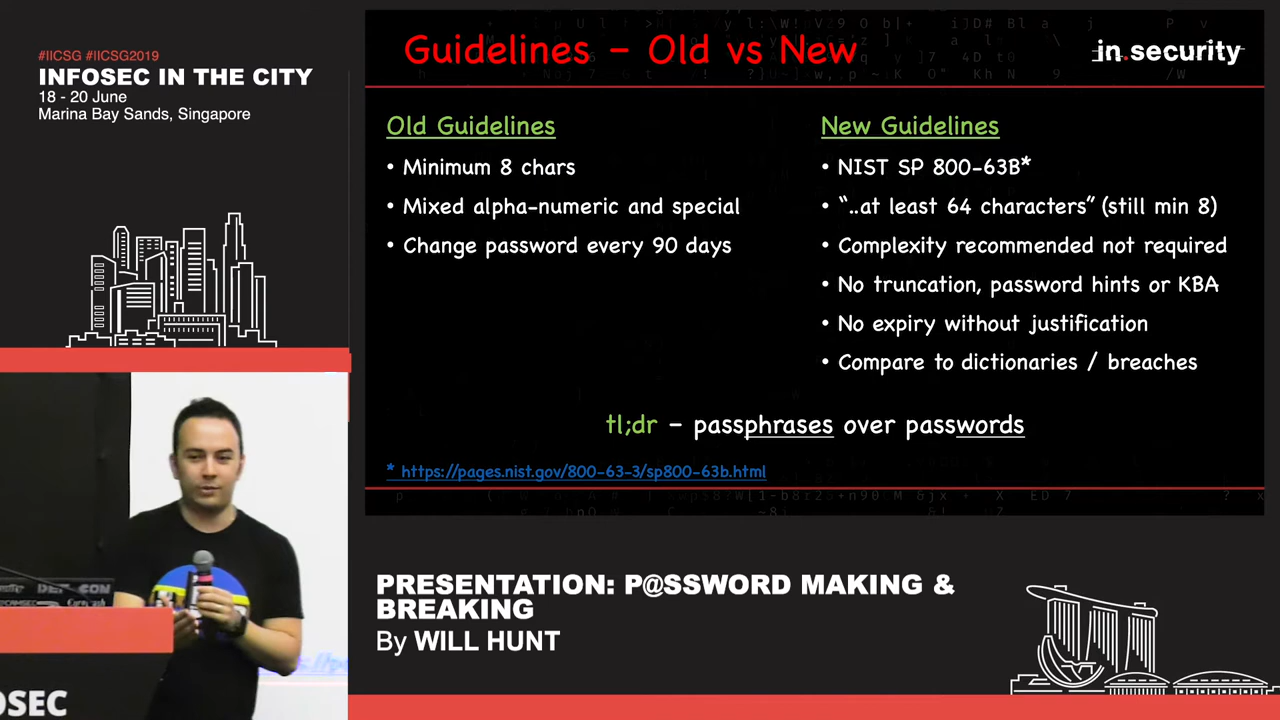 #IICSG #IICSG2019
INFOSEC IN THE CITY
18 - 20 June
Marina Bay Sands, Singapore
Guidelines – Old vs New
in.security
Old Guidelines
• Minimum 8 chars
• Mixed alpha-numeric and special
• Change password every 90 days
New Guidelines
• NIST SP 800-63B*
• “..at least 64 characters” (still min 8)
• Complexity recommended not required
• No truncation, password hints or KBA
• No expiry without justification
• Compare to dictionaries / breaches
tl;dr – passphrases over passwords
* https://pages.nist.gov/800-63-3/sp800-63b.html
DEF CON
OSEC
PRESENTATION: P@SSWORD MAKING &
BREAKING
By WILL HUNT